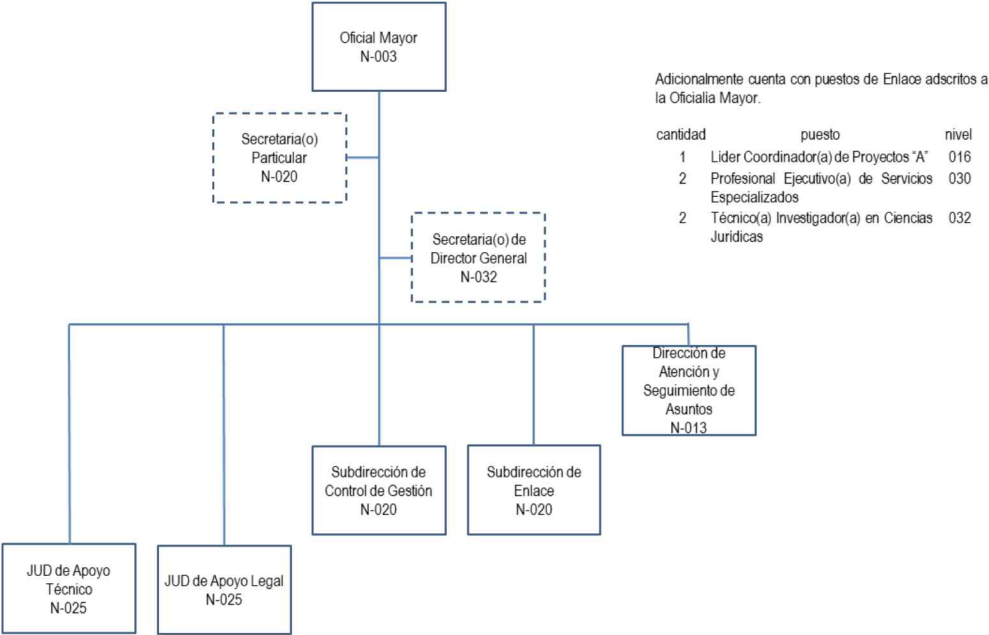 Oficial Mayor
N-003
Adicionalmente cuenta con puestos de Enlace adscritos a
la Oficialía Mayor.
cantidad puesto nivel
1 Lider Coordinador(a) de Proyectos “A” 016
2 Profesional Ejecutivo(a) de Servicios 030
Especializados
2 Técnico(a) Investigador(a) en Ciencias 032
Jurídicas
Secretaria(o)
Particular
N-020
Secretaria(o) de
Director General
N-032
Dirección de
Atención y
Seguimiento de
Asuntos
N-013
Subdirección de
Control de Gestión
N-020
Subdirección de
Enlace
N-020
JUD de Apoyo
Técnico
N-025
JUD de Apoyo Legal
N-025